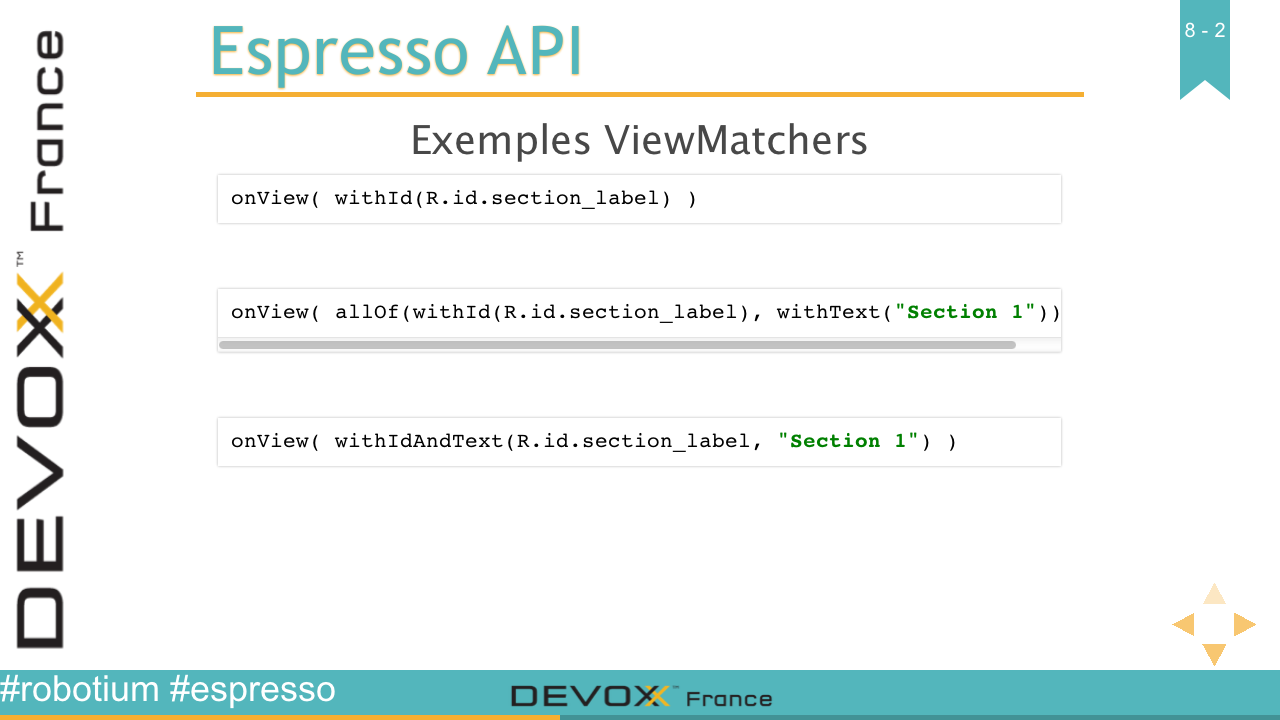 Espresso API
8 - 2
Exemples ViewMatchers
onView( withId(R.id.section_label) )
onView( allOf(withId(R.id.section_label), withText("Section 1"))
onView( withIdAndText(R.id.section_label, "Section 1") )
DEVOXX™ France
#robotium #espresso
DEVOXX™ France